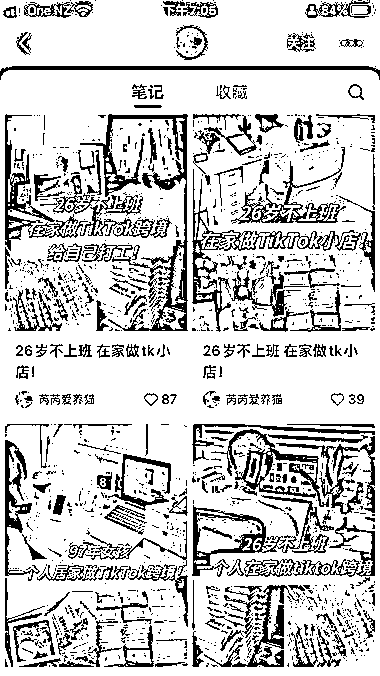 One NZ
下午7:05
84%
关注
笔记
收藏
26岁不上班
在家做TikTok跨境
给自己打工!
26岁不上班
在家做TikTok小店!
26岁不上班 在家做tk小
店!
芮芮爱养猫
87
26岁不上班 在家做tk小
店!
芮芮爱养猫
39
97年女孩
一个人居家做TikTok跨境!
26岁不上班
一个人在家做tiktok跨境